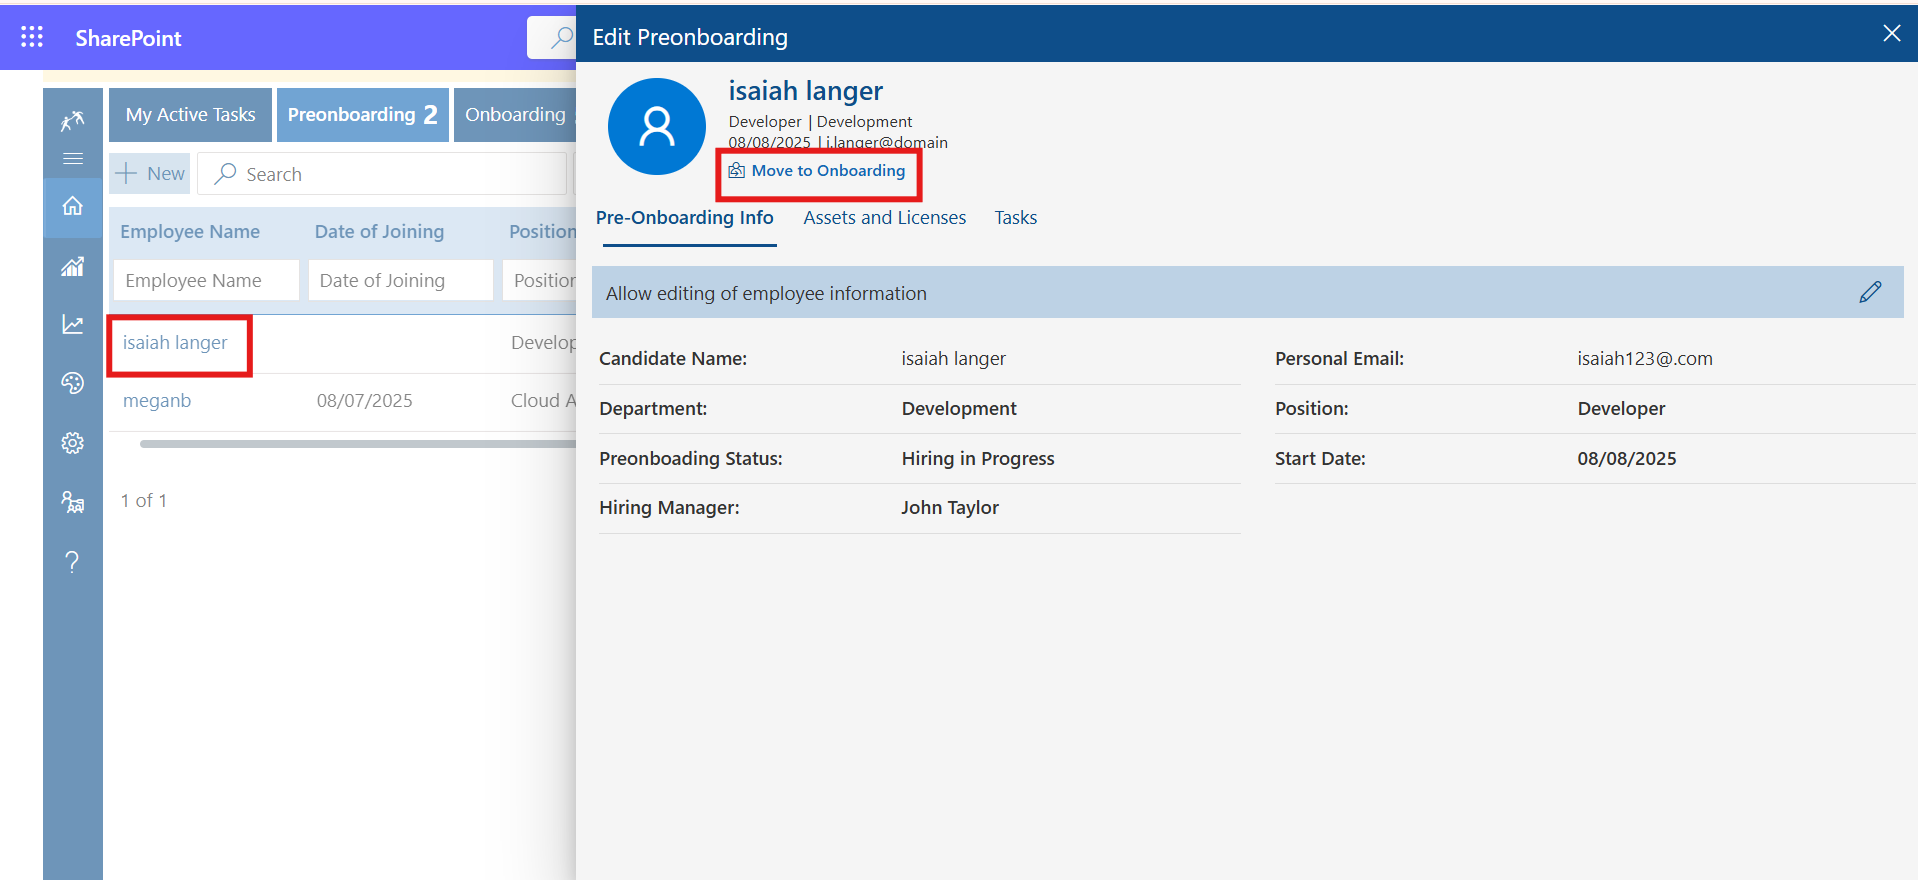 SharePoint
Edit Preonboarding
My Active Tasks
Preonboarding 2
Onboarding
New
Search
Employee Name
Date of Joining
Position
Employee Name
Date of Joining
Position
isaiah langer
Develop
meganb
08/07/2025
Cloud A
1 of 1
isaiah langer
Developer | Development
08/08/2025 | i.langer@domain
Move to Onboarding
Pre-Onboarding Info
Assets and Licenses
Tasks
Allow editing of employee information
Candidate Name: isaiah langer
Personal Email: isaiah123@.com
Department: Development
Position: Developer
Preonboading Status: Hiring in Progress
Start Date: 08/08/2025
Hiring Manager: John Taylor